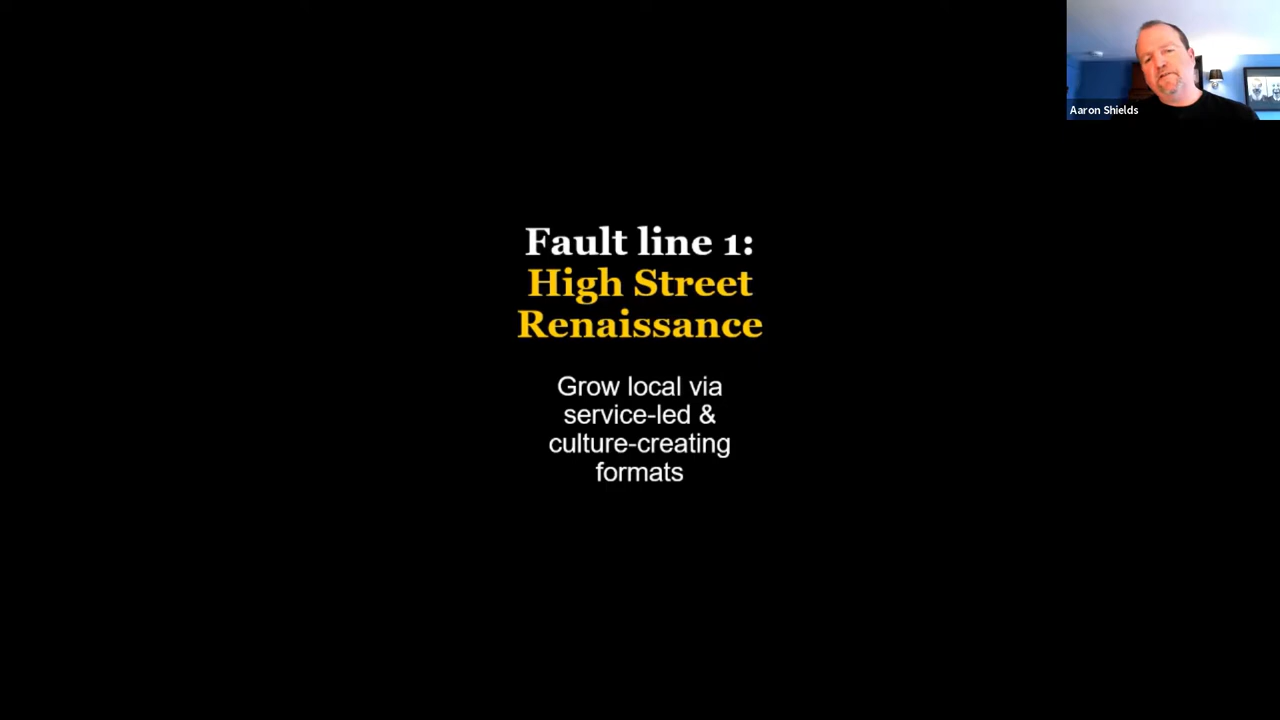 Aaron Shields
Fault line 1:
High Street
Renaissance
Grow local via
service-led &
culture-creating
formats